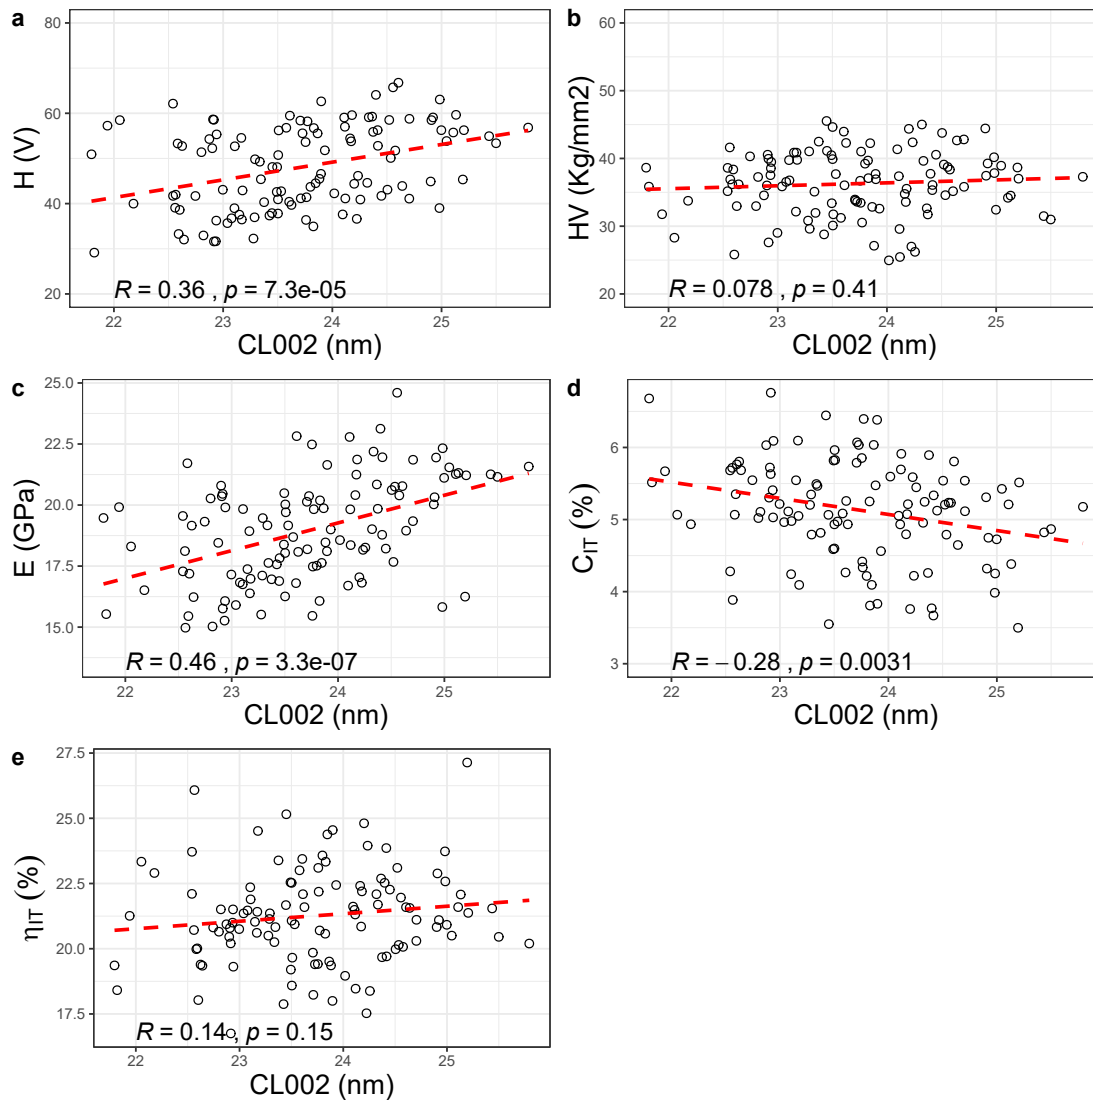 a
80
60
40
20
H (V)
R = 0.36 , p = 7.3e-05
22 23 24 25
CL002 (nm)
b
60
50
40
30
20
HV (Kg/mm2)
R = 0.078 , p = 0.41
22 23 24 25
CL002 (nm)
c
25.0
22.5
20.0
17.5
15.0
E (GPa)
R = 0.46 , p = 3.3e-07
22 23 24 25
CL002 (nm)
d
6
5
4
3
C_IT (%)
R = −0.28 , p = 0.0031
22 23 24 25
CL002 (nm)
e
27.5
25.0
22.5
20.0
17.5
η_IT (%)
R = 0.14 , p = 0.15
22 23 24 25
CL002 (nm)